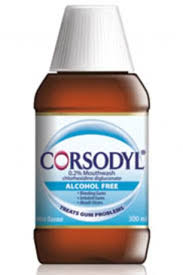 CORSODYL®
0.2% Mouthwash
chlorhexidine digluconate
ALCOHOL FREE
• Bleeding Gums
• Irritated Gums
• Mouth Ulcers
TREATS GUM PROBLEMS
300 ml